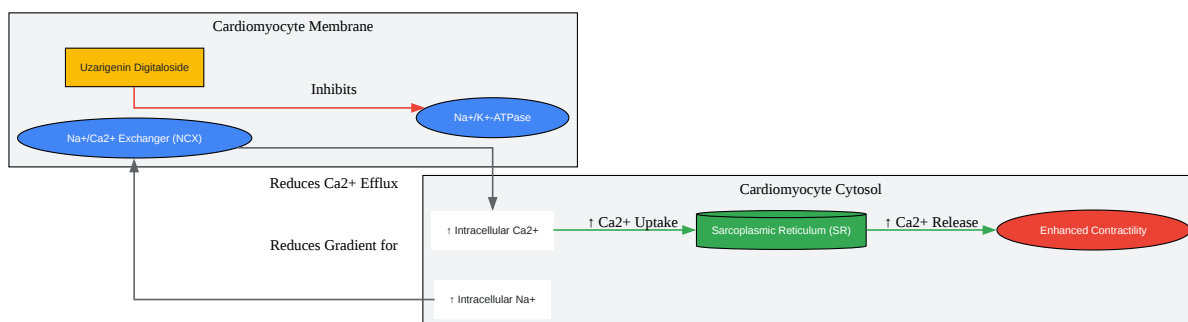 Cardiomyocyte Membrane
Uzarigenin Digitaloside
Inhibits
Na+/K+-ATPase
Na+/Ca2+ Exchanger (NCX)
Reduces Ca2+ Efflux
Cardiomyocyte Cytosol
↑ Intracellular Ca2+
↑ Ca2+ Uptake
Sarcoplasmic Reticulum (SR)
↑ Ca2+ Release
Enhanced Contractility
Reduces Gradient for
↑ Intracellular Na+